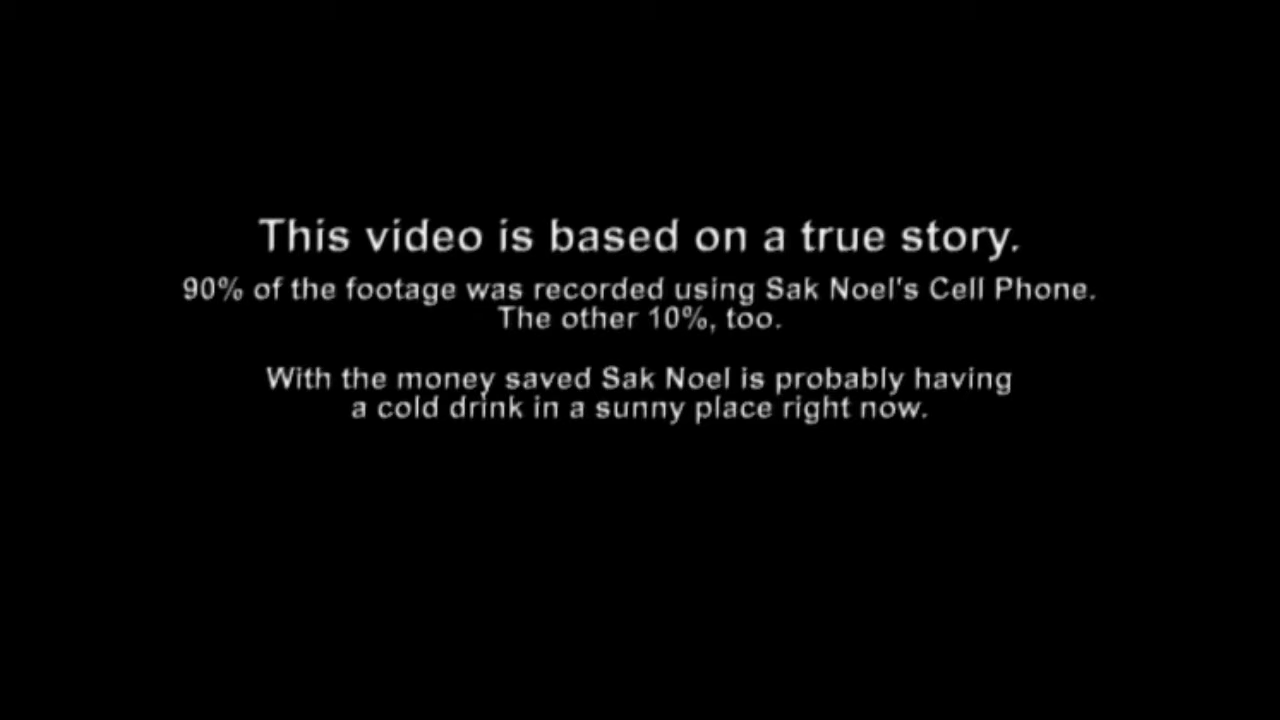 This video is based on a true story.
90% of the footage was recorded using Sak Noel's Cell Phone.
The other 10%, too.
With the money saved Sak Noel is probably having
a cold drink in a sunny place right now.